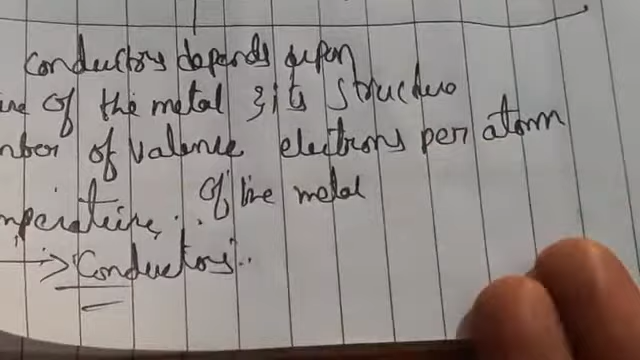 Conductors depends upon
of the metal & its structure
of valence electrons per atom
of the metal
Conductors